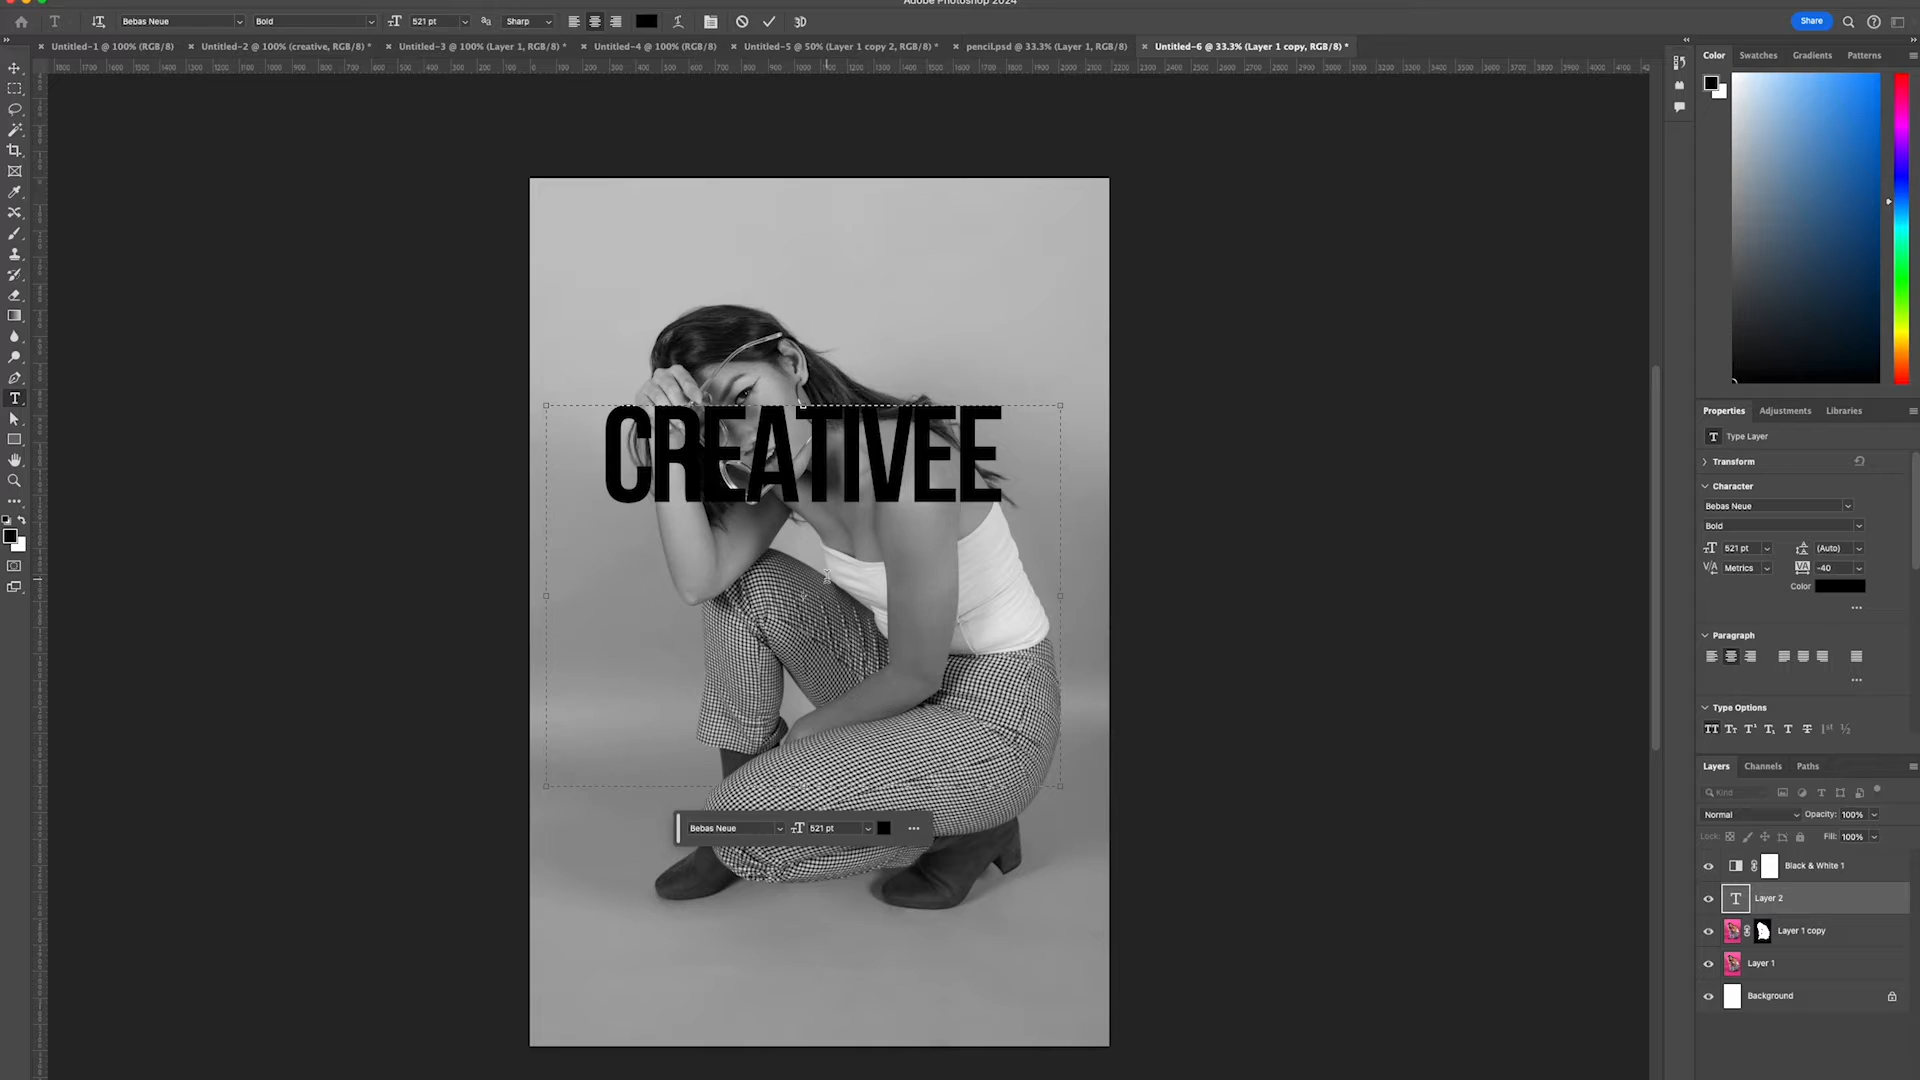 Adobe Photoshop 2024
Bebas Neue Bold 521 pt Sharp 3D Share
Untitled-1 @ 100% (RGB/8) Untitled-2 @ 100% (creative, RGB/8) * Untitled-3 @ 100% (Layer 1, RGB/8) * Untitled-4 @ 100% (RGB/8) Untitled-5 @ 50% (Layer 1 copy 2, RGB/8) * pencil.psd @ 33.3% (Layer 1, RGB/8) Untitled-6 @ 33.3% (Layer 1 copy, RGB/8) *
Color Swatches Gradients Patterns
CREATIVEE
Bebas Neue 521 pt
Properties Adjustments Libraries
Type Layer
Transform
Character
Bebas Neue
Bold
521 pt (Auto)
Metrics -40
Color
Paragraph
Type Options
Layers Channels Paths
Kind
Normal Opacity: 100%
Lock: Fill: 100%
Black & White 1
Layer 2
Layer 1 copy
Layer 1
Background